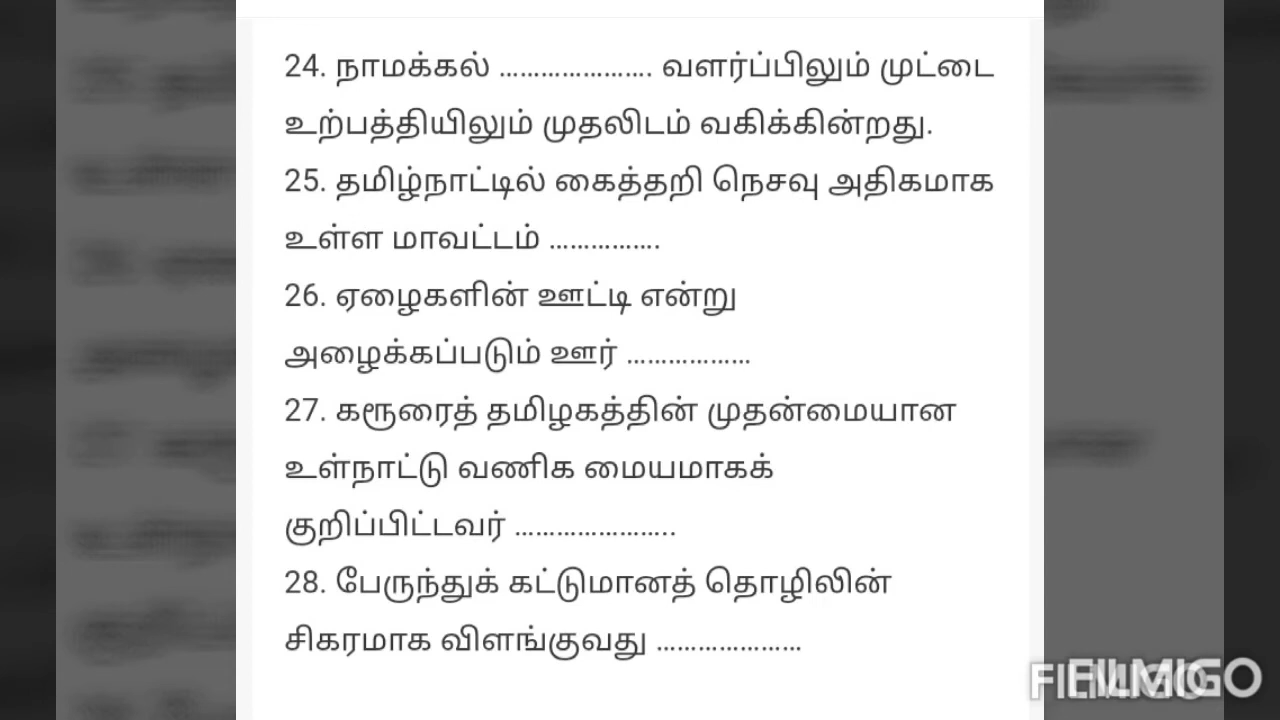 24. நாமக்கல் ...................... வளர்ப்பிலும் முட்டை
உற்பத்தியிலும் முதலிடம் வகிக்கின்றது.
25. தமிழ்நாட்டில் கைத்தறி நெசவு அதிகமாக
உள்ள மாவட்டம் ................
26. ஏழைகளின் ஊட்டி என்று
அழைக்கப்படும் ஊர் ..................
27. கரூரைத் தமிழகத்தின் முதன்மையான
உள்நாட்டு வணிக மையமாகக்
குறிப்பிட்டவர் .......................
28. பேருந்துக் கட்டுமானத் தொழிலின்
சிகரமாக விளங்குவது .....................
FILMIGO